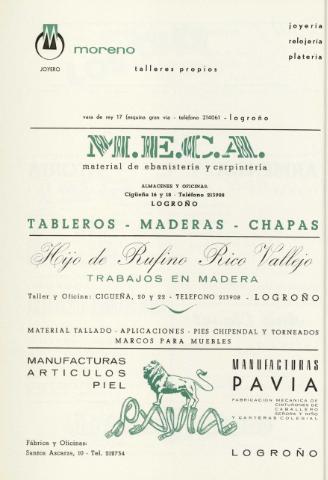 moreno
JOYERO
joyería
relojería
platería
talleres propios
vara de rey 17 (esquina gran vía - teléfono 214061 - logroño
M.E.C.A.
material de ebanistería y carpintería
ALMACENES Y OFICINAS:
Cigüeña 16 y 18 - Teléfono 213908
LOGROÑO
TABLEROS - MADERAS - CHAPAS
Hijo de Rufino Rico Vallejo
TRABAJOS EN MADERA
Taller y Oficina: CIGUEÑA, 20 y 22 - TELEFONO 213908 - LOGROÑO
MATERIAL TALLADO - APLICACIONES - PIES CHIPENDAL Y TORNEADOS
MARCOS PARA MUEBLES
MANUFACTURAS
ARTICULOS
PIEL
PAVIA
MANUFACTURAS
PAVIA
FABRICACION MECANICA DE
CINTURONES DE
CABALLERO
SEÑORA Y NIÑO
Y CARTERAS COLEGIAL
Fábrica y Oficinas:
Santos Ascarza, 10 - Tel. 218754
LOGROÑO